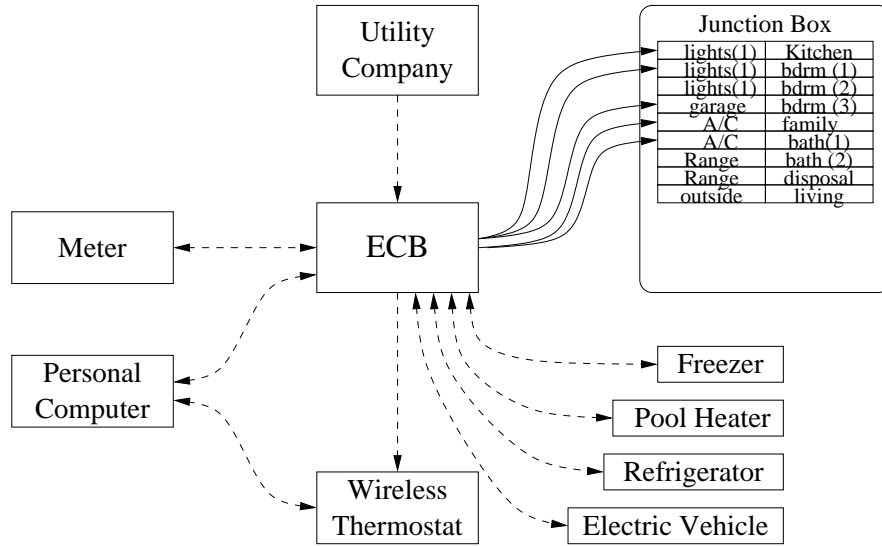 Utility
Company
Junction Box
lights(1) Kitchen
lights(1) bdrm (1)
lights(1) bdrm (2)
garage bdrm (3)
A/C family
A/C bath(1)
Range bath (2)
Range disposal
outside living
Meter
ECB
Personal
Computer
Freezer
Pool Heater
Refrigerator
Wireless
Thermostat
Electric Vehicle